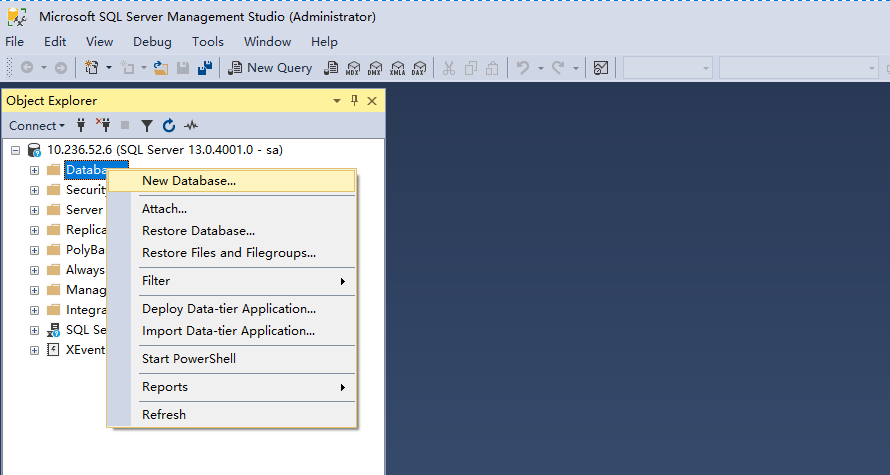 Microsoft SQL Server Management Studio (Administrator)
File Edit View Debug Tools Window Help
New Query MDX DMX XMLA DAX
Object Explorer
Connect
10.236.52.6 (SQL Server 13.0.4001.0 - sa)
Databa
Security
Server
Replica
PolyBa
Always
Manag
Integra
SQL Se
XEvent
New Database...
Attach...
Restore Database...
Restore Files and Filegroups...
Filter
Deploy Data-tier Application...
Import Data-tier Application...
Start PowerShell
Reports
Refresh